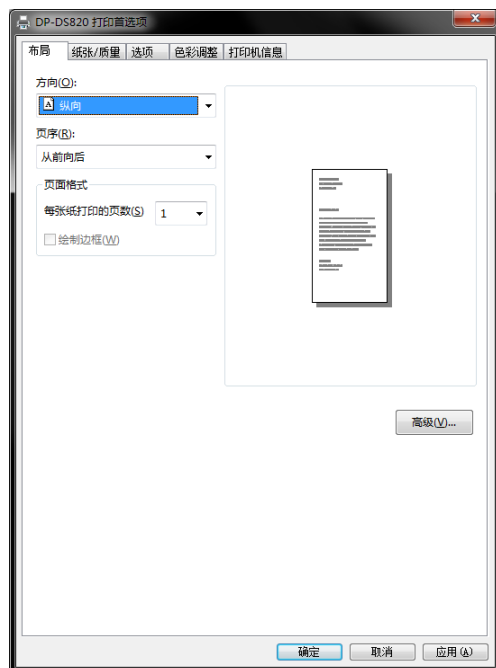 DP-DS820 打印首选项
布局 纸张/质量 选项 色彩调整 打印机信息
方向(O):
A 纵向
页序(R):
从前向后
页面格式
每张纸打印的页数(S) 1
绘制边框(W)
高级(V)...
确定 取消 应用(A)